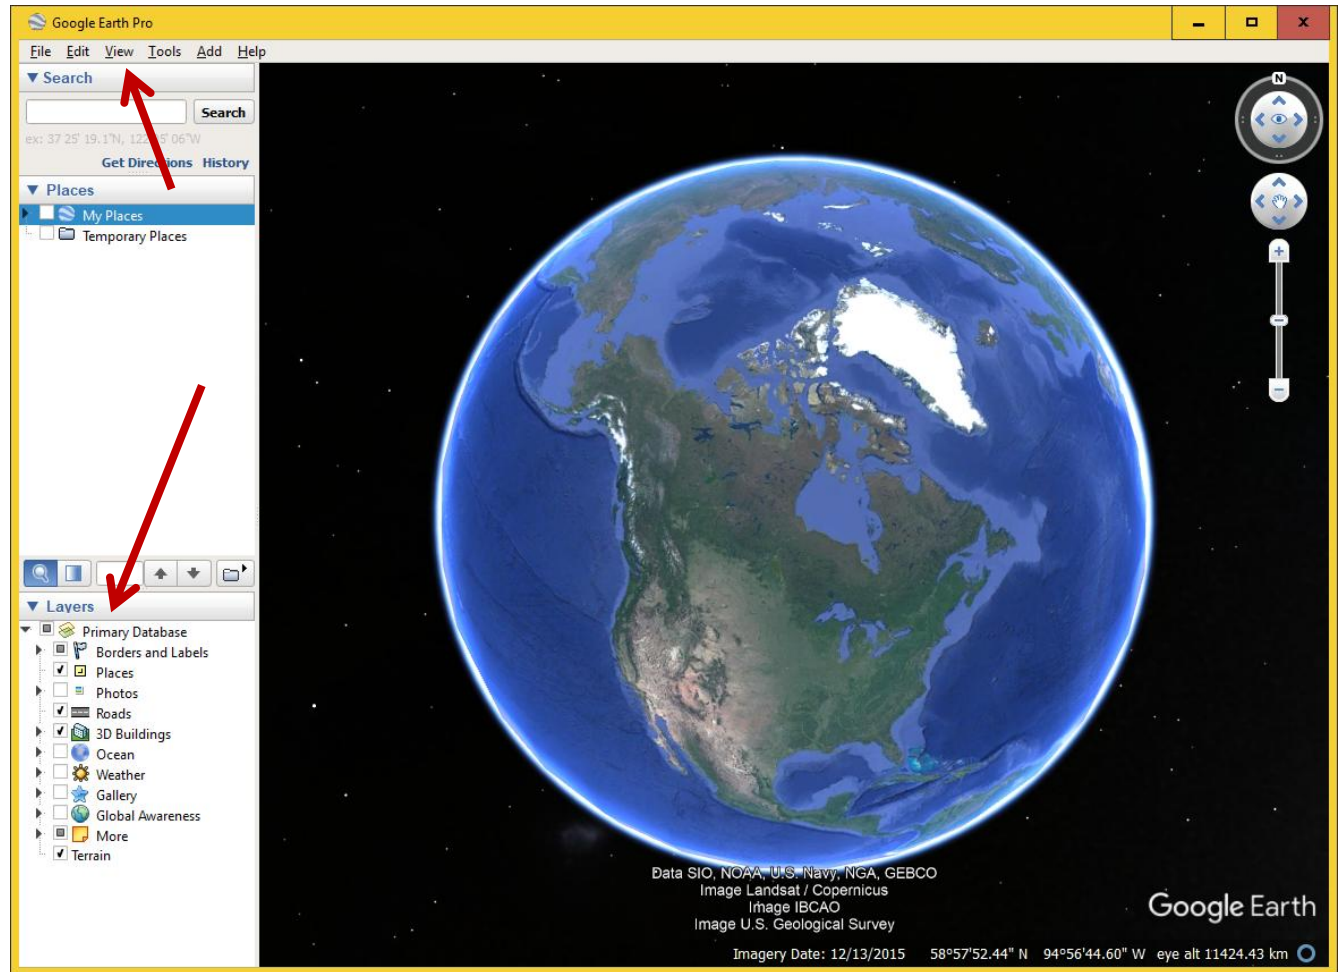 Google Earth Pro
File Edit View Tools Add Help
Search
Search
ex: 37 25' 19.1"N, 122 06"W
Get Directions History
Places
My Places
Temporary Places
Layers
Primary Database
Borders and Labels
Places
Photos
Roads
3D Buildings
Ocean
Weather
Gallery
Global Awareness
More
Terrain
N
Data SIO, NOAA, U.S. Navy, NGA, GEBCO
Image Landsat / Copernicus
Image IBCAO
Image U.S. Geological Survey
Google Earth
Imagery Date: 12/13/2015 58°57'52.44" N 94°56'44.60" W eye alt 11424.43 km